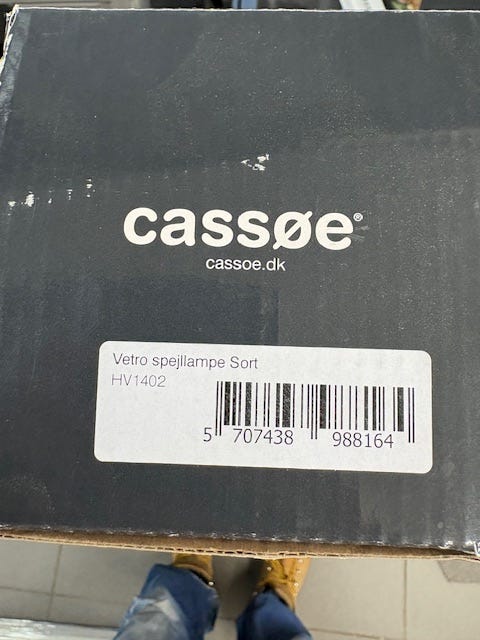 cassøe®
cassoe.dk
Vetro spejllampe Sort
HV1402
5 707438 988164